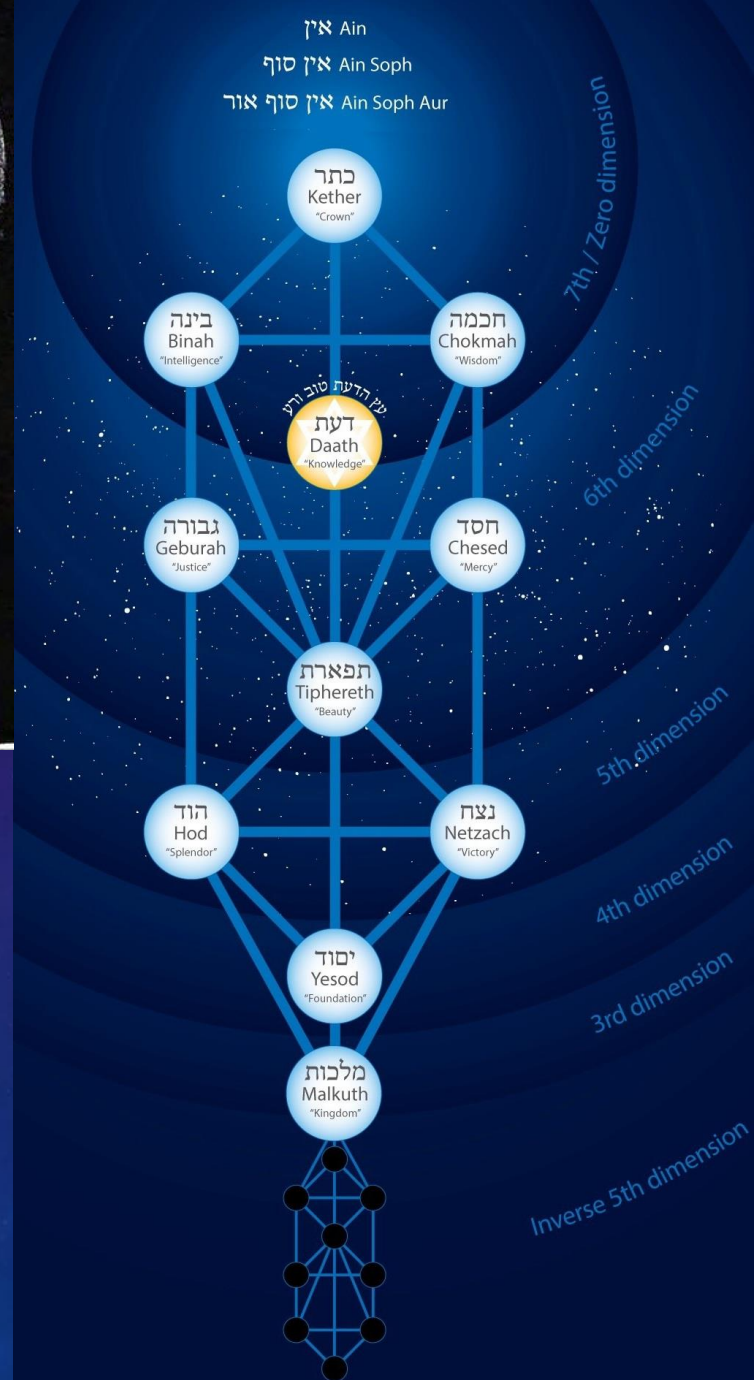 אין Ain
אין סוף Ain Soph
אין סוף אור Ain Soph Aur
7th / Zero dimension
כתר
Kether
"Crown"
בינה
Binah
"Intelligence"
חכמה
Chokmah
"Wisdom"
עץ הדעת טוב ורע
דעת
Daath
"Knowledge"
6th dimension
גבורה
Geburah
"Justice"
חסד
Chesed
"Mercy"
תפארת
Tiphereth
"Beauty"
5th dimension
הוד
Hod
"Splendor"
נצח
Netzach
"Victory"
4th dimension
יסוד
Yesod
"Foundation"
3rd dimension
מלכות
Malkuth
"Kingdom"
Inverse 5th dimension